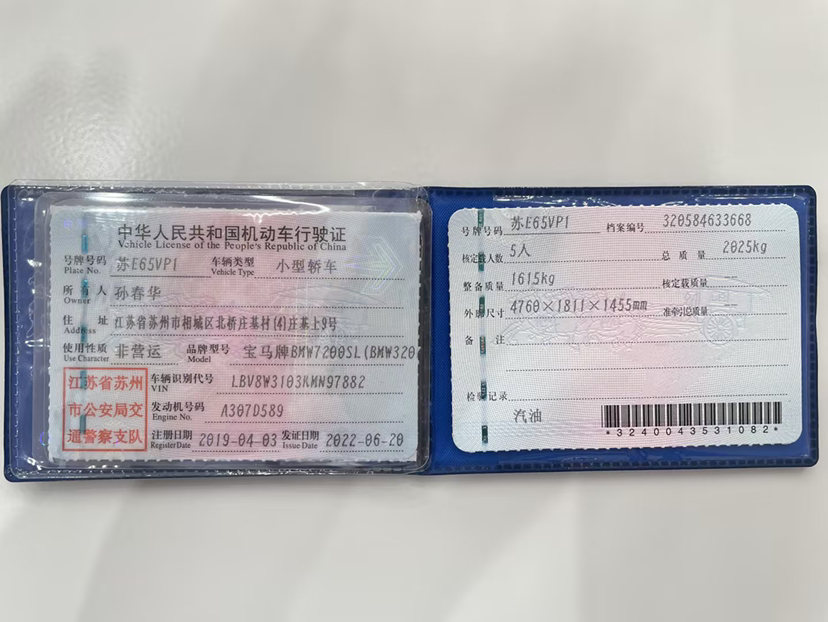 中华人民共和国机动车行驶证
Vehicle License of the People's Republic of China
号牌号码 苏E65VP1 车辆类型 小型轿车
Plate No. Vehicle Type
所有人 孙春华
Owner
住址 江苏省苏州市相城区北桥庄基村(4)庄基上9号
Address
使用性质 非营运 品牌型号 宝马牌BMW7200SL(BMW320
Use Character Model
江苏省苏州
市公安局交
通警察支队
车辆识别代号 LBV8W3103KMN97882
VIN
发动机号码 A307D589
Engine No.
注册日期 2019-04-03 发证日期 2022-06-20
Register Date Issue Date
号牌号码 苏E65VP1 档案编号 320584633668
核定载人数 5人 总质量 2025kg
整备质量 1615kg 核定载质量 --
外廓尺寸 4760×1811×1455mm 准牵引总质量 --
备注
检验记录
汽油
*3240043531082*